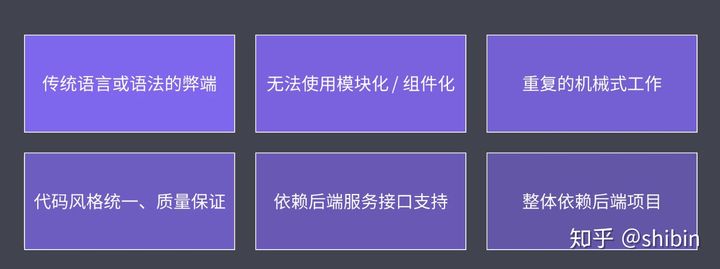 传统语言或语法的弊端
无法使用模块化 / 组件化
重复的机械式工作
代码风格统一、质量保证
依赖后端服务接口支持
整体依赖后端项目
知乎 @shibin